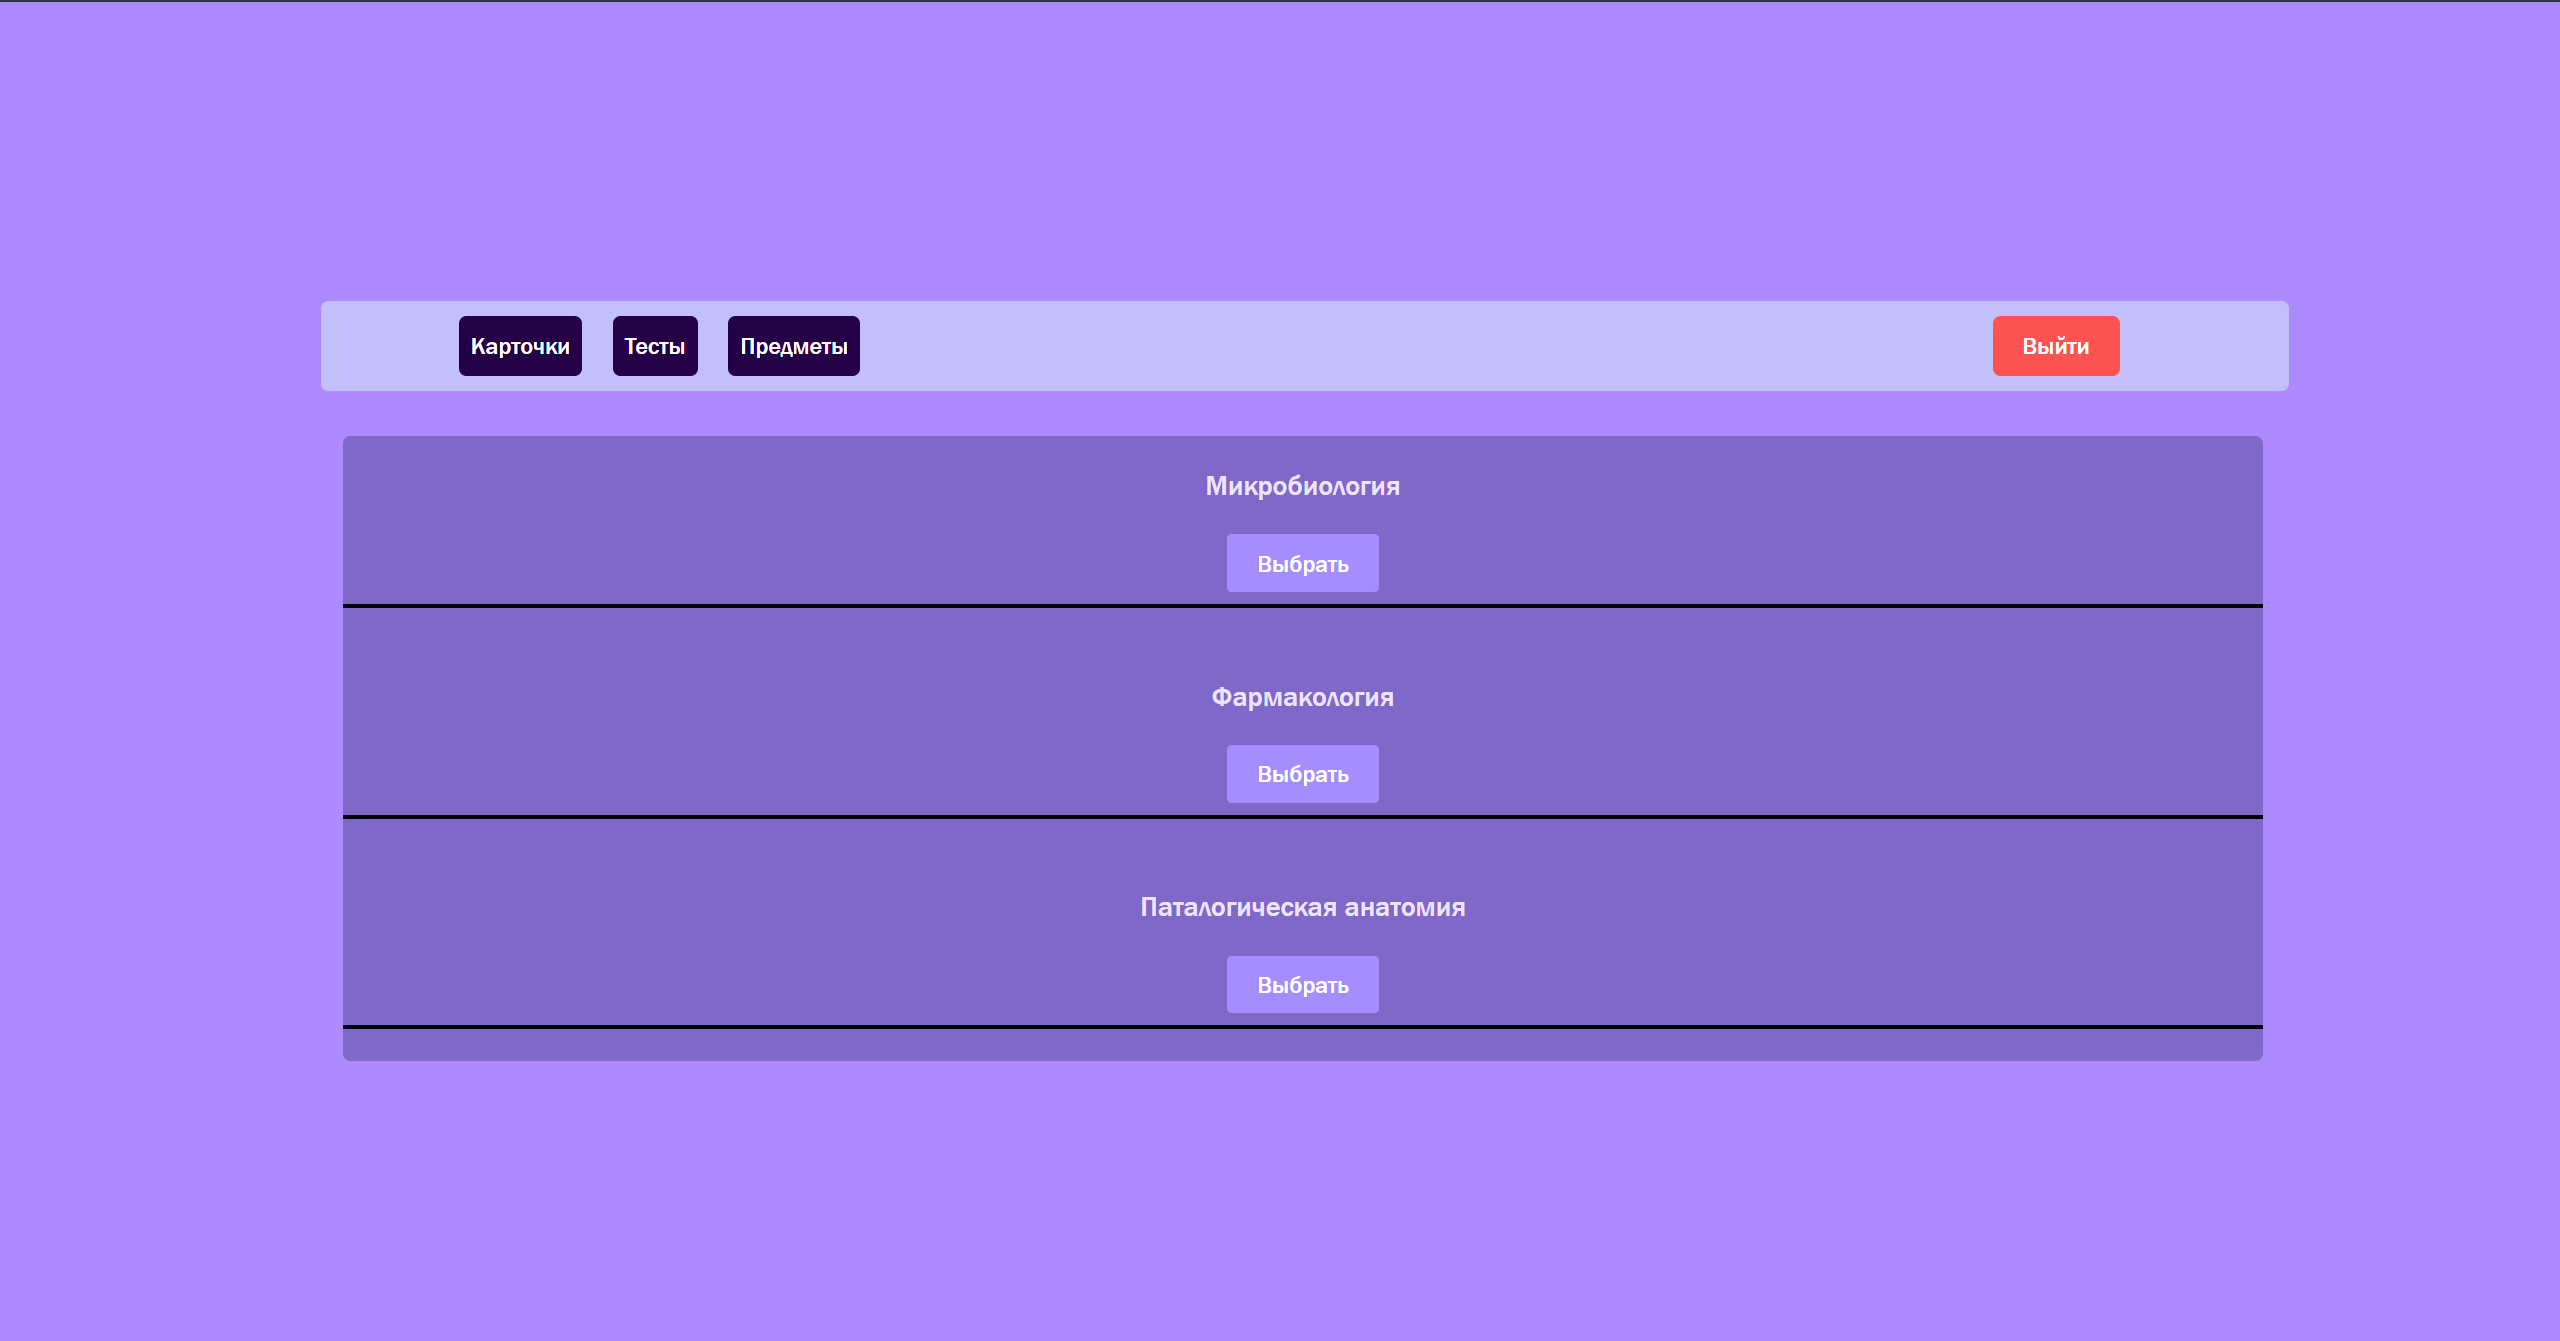 Карточки Тесты Предметы Выйти
Микробиология
Выбрать
Фармакология
Выбрать
Паталогическая анатомия
Выбрать